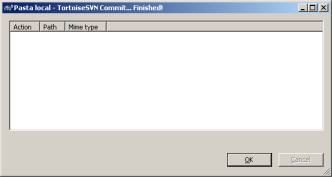 Pasta local - TortoiseSVN Commit... Finished!
Action Path Mime type
OK Cancel